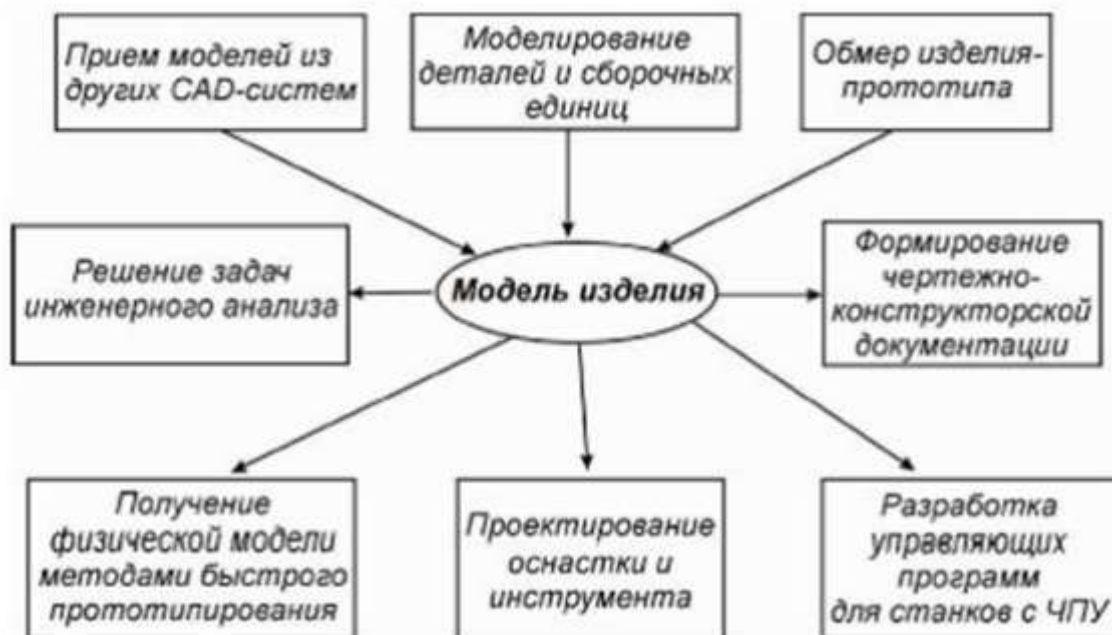 Прием моделей из
других CAD-систем
Моделирование
деталей и сборочных
единиц
Обмер изделия-
прототипа
Решение задач
инженерного анализа
Модель изделия
Формирование
чертежно-
конструкторской
документации
Получение
физической модели
методами быстрого
прототипирования
Проектирование
оснастки и
инструмента
Разработка
управляющих
программ
для станков с ЧПУ